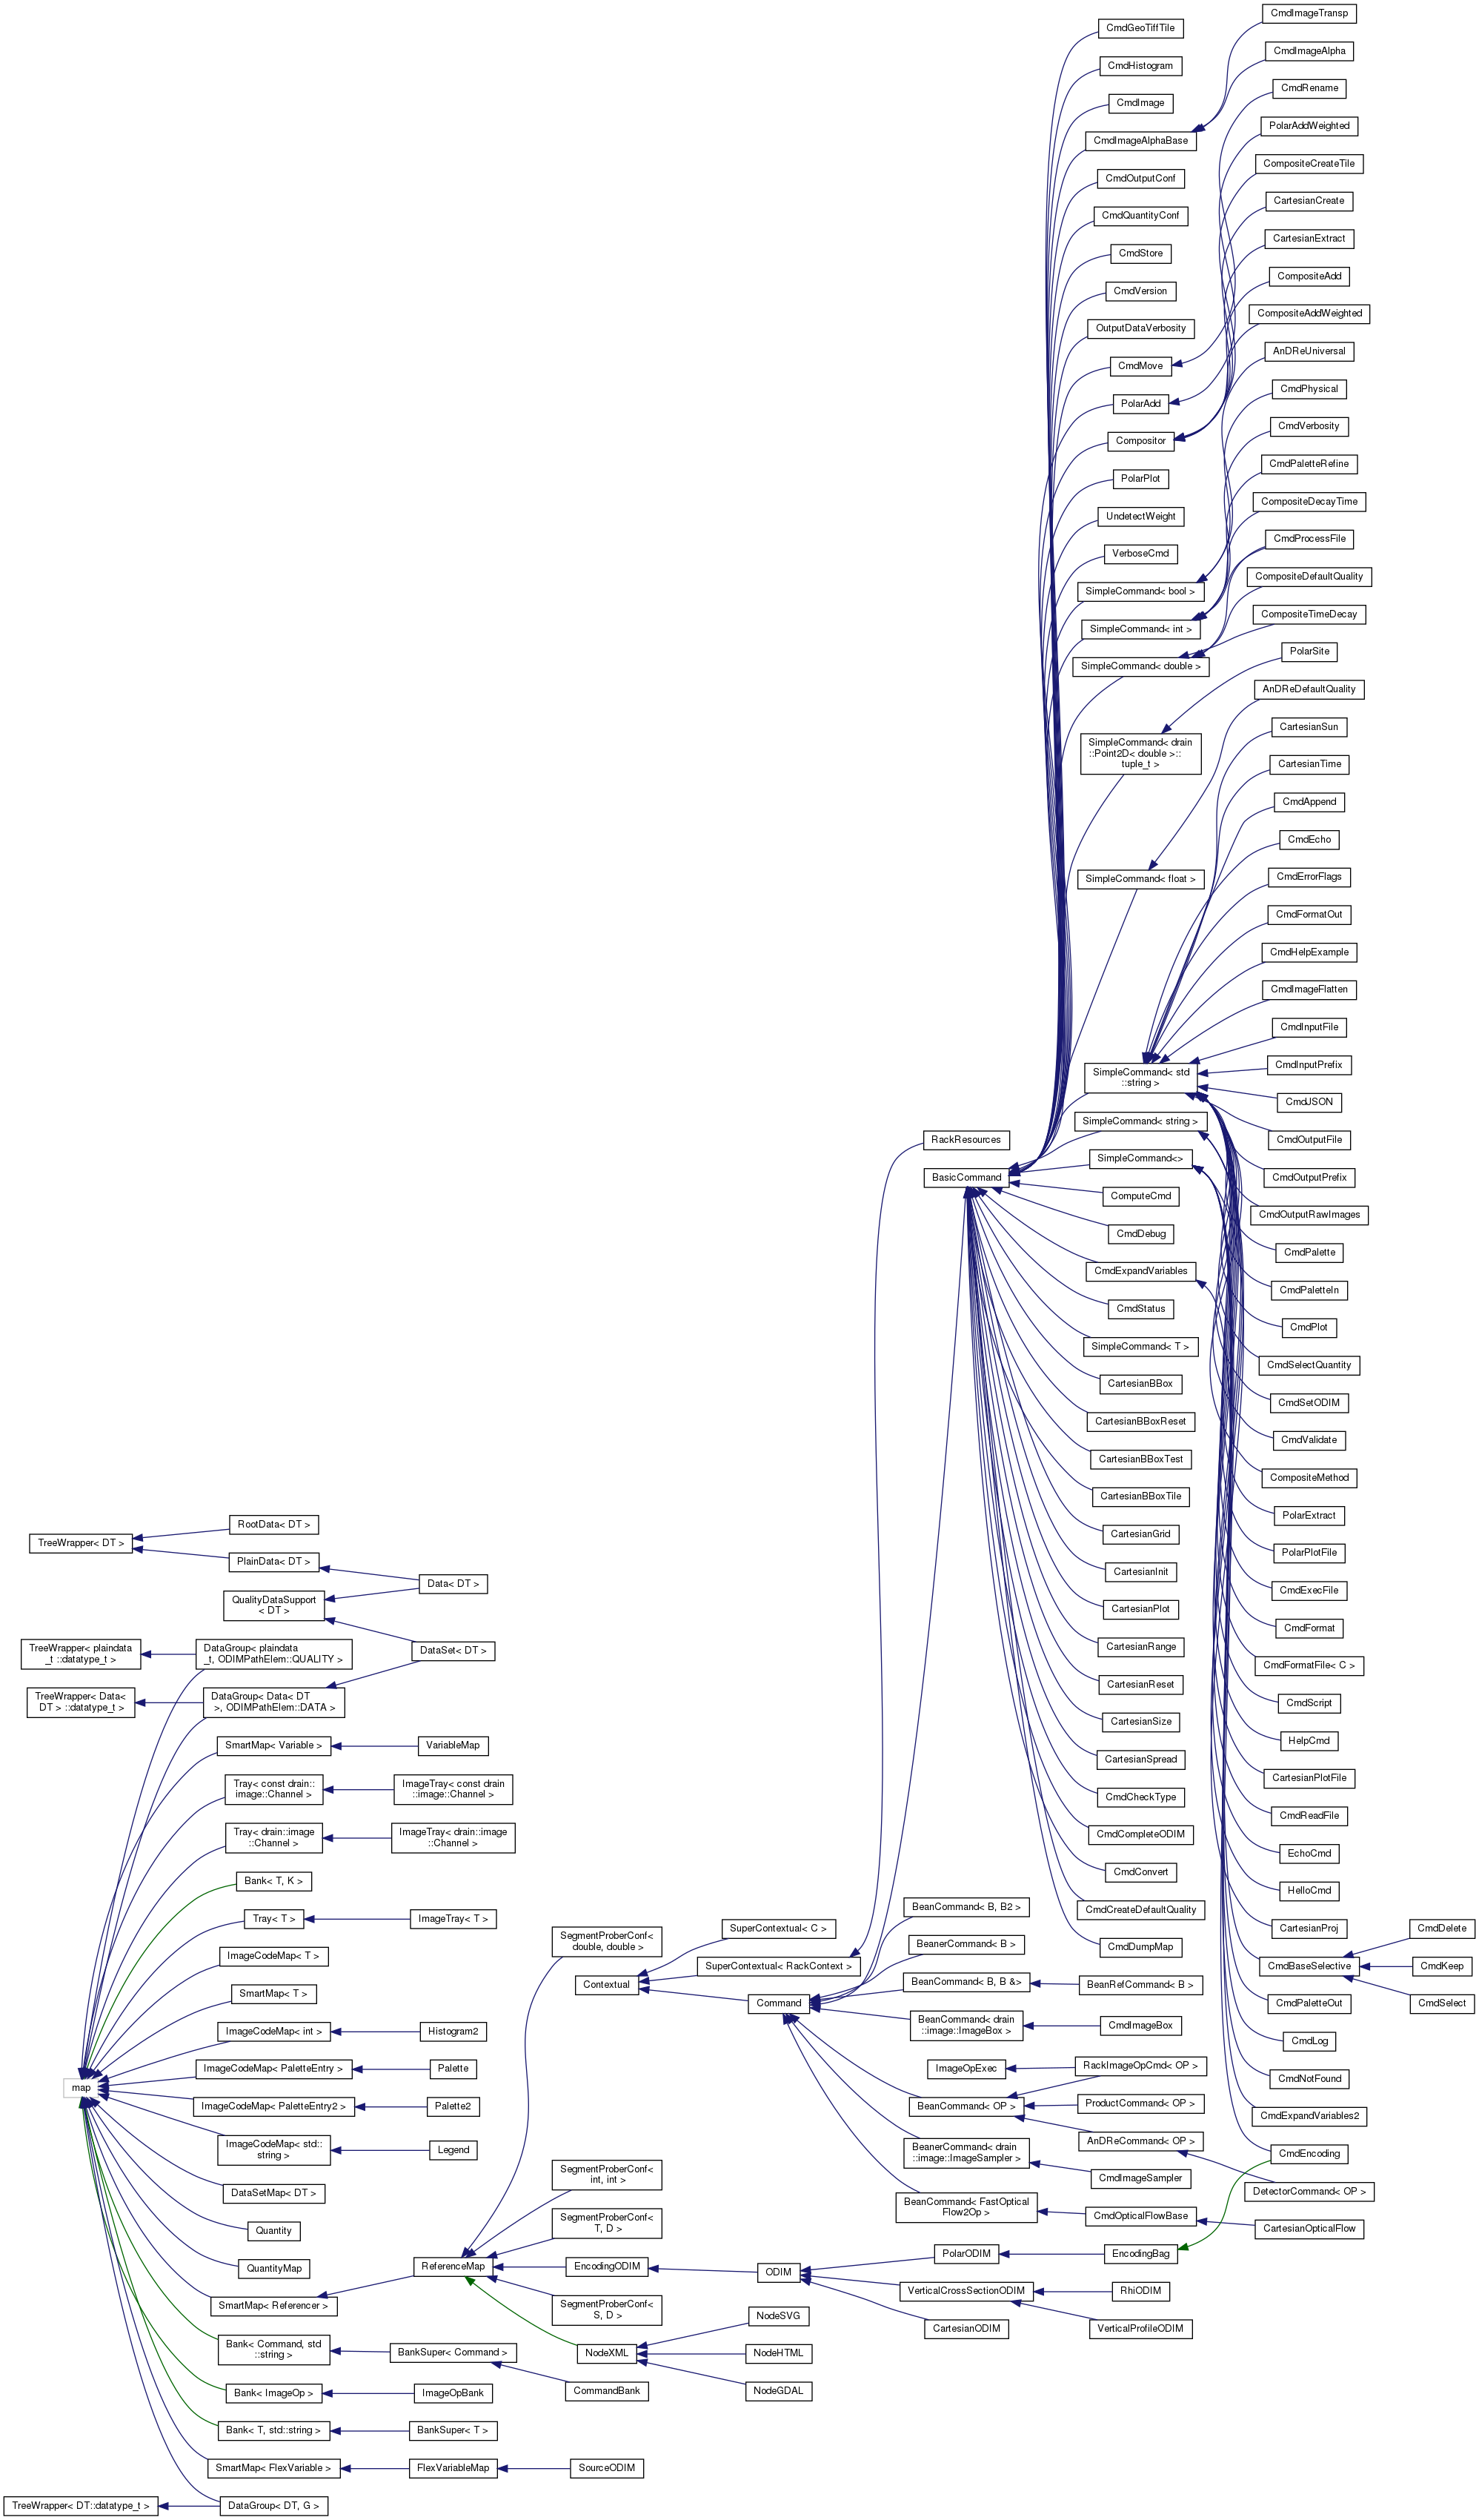 CmdImageTransp
CmdGeoTiffTile
CmdImageAlpha
CmdHistogram
CmdRename
CmdImage
PolarAddWeighted
CmdImageAlphaBase
CompositeCreateTile
CmdOutputConf
CartesianCreate
CmdQuantityConf
CartesianExtract
CmdStore
CompositeAdd
CmdVersion
CompositeAddWeighted
OutputDataVerbosity
AnDReUniversal
CmdMove
CmdPhysical
PolarAdd
CmdVerbosity
Compositor
CmdPaletteRefine
PolarPlot
CompositeDecayTime
UndetectWeight
CmdProcessFile
VerboseCmd
CompositeDefaultQuality
SimpleCommand< bool >
CompositeTimeDecay
SimpleCommand< int >
PolarSite
SimpleCommand< double >
AnDReDefaultQuality
CartesianSun
SimpleCommand< drain
::Point2D< double >::
tuple_t >
CartesianTime
CmdAppend
CmdEcho
SimpleCommand< float >
CmdErrorFlags
CmdFormatOut
CmdHelpExample
CmdImageFlatten
CmdInputFile
CmdInputPrefix
SimpleCommand< std
::string >
CmdJSON
SimpleCommand< string >
CmdOutputFile
RackResources
SimpleCommand<>
CmdOutputPrefix
BasicCommand
ComputeCmd
CmdOutputRawImages
CmdDebug
CmdPalette
CmdExpandVariables
CmdPaletteIn
CmdStatus
CmdPlot
SimpleCommand< T >
CmdSelectQuantity
CartesianBBox
CmdSetODIM
CartesianBBoxReset
CmdValidate
CartesianBBoxTest
CompositeMethod
CartesianBBoxTile
PolarExtract
RootData< DT >
CartesianGrid
TreeWrapper< DT >
PolarPlotFile
PlainData< DT >
CartesianInit
Data< DT >
CmdExecFile
QualityDataSupport
< DT >
CartesianPlot
CmdFormat
DataSet< DT >
CartesianRange
TreeWrapper< plaindata
_t ::datatype_t >
DataGroup< plaindata
_t, ODIMPathElem::QUALITY >
CmdFormatFile< C >
CartesianReset
TreeWrapper< Data<
DT > ::datatype_t >
DataGroup< Data< DT
>, ODIMPathElem::DATA >
CmdScript
CartesianSize
HelpCmd
SmartMap< Variable >
VariableMap
CartesianSpread
CartesianPlotFile
Tray< const drain::
image::Channel >
ImageTray< const drain
::image::Channel >
CmdCheckType
CmdReadFile
Tray< drain::image
::Channel >
ImageTray< drain::image
::Channel >
CmdCompleteODIM
EchoCmd
Bank< T, K >
CmdConvert
HelloCmd
Tray< T >
ImageTray< T >
CmdCreateDefaultQuality
CartesianProj
BeanCommand< B, B2 >
SegmentProberConf<
double, double >
SuperContextual< C >
BeanerCommand< B >
CmdDumpMap
CmdDelete
ImageCodeMap< T >
SuperContextual< RackContext >
CmdBaseSelective
CmdKeep
Contextual
BeanCommand< B, B &>
BeanRefCommand< B >
SmartMap< T >
Command
CmdPaletteOut
CmdSelect
ImageCodeMap< int >
Histogram2
BeanCommand< drain
::image::ImageBox >
CmdImageBox
CmdLog
ImageCodeMap< PaletteEntry >
Palette
ImageOpExec
RackImageOpCmd< OP >
CmdNotFound
map
ImageCodeMap< PaletteEntry2 >
Palette2
BeanCommand< OP >
ProductCommand< OP >
CmdExpandVariables2
ImageCodeMap< std::
string >
Legend
AnDReCommand< OP >
BeanerCommand< drain
::image::ImageSampler >
CmdEncoding
CmdImageSampler
DataSetMap< DT >
SegmentProberConf<
int, int >
DetectorCommand< OP >
BeanCommand< FastOptical
Flow2Op >
CmdOpticalFlowBase
CartesianOpticalFlow
Quantity
SegmentProberConf<
T, D >
QuantityMap
ReferenceMap
EncodingODIM
ODIM
PolarODIM
EncodingBag
SmartMap< Referencer >
SegmentProberConf<
S, D >
VerticalCrossSectionODIM
RhiODIM
CartesianODIM
VerticalProfileODIM
NodeSVG
Bank< Command, std
::string >
BankSuper< Command >
NodeXML
NodeHTML
CommandBank
NodeGDAL
Bank< ImageOp >
ImageOpBank
Bank< T, std::string >
BankSuper< T >
SmartMap< FlexVariable >
FlexVariableMap
SourceODIM
TreeWrapper< DT::datatype_t >
DataGroup< DT, G >